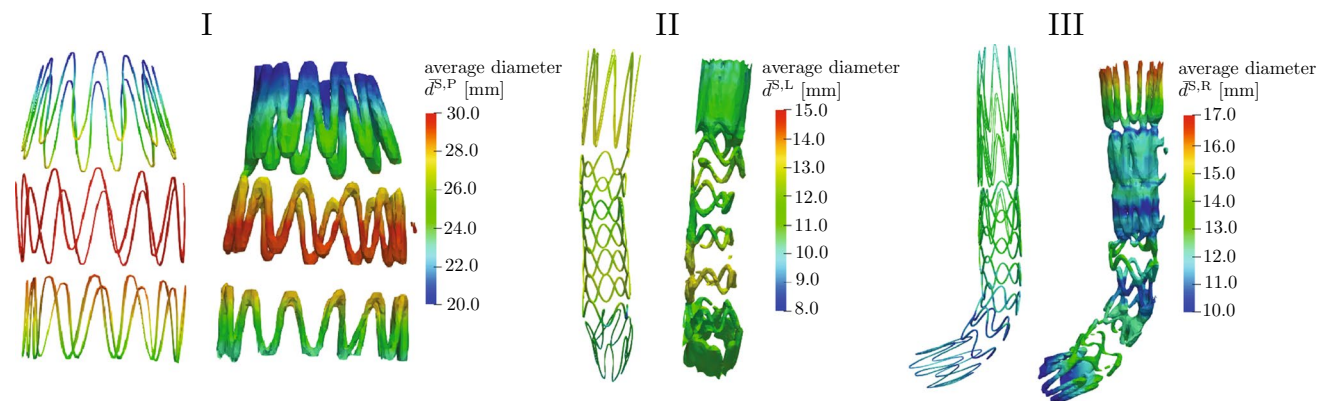 I
II
III
average diameter
d̄^S,P [mm]
30.0
28.0
26.0
24.0
22.0
20.0
average diameter
d̄^S,L [mm]
15.0
14.0
13.0
12.0
11.0
10.0
9.0
8.0
average diameter
d̄^S,R [mm]
17.0
16.0
15.0
14.0
13.0
12.0
11.0
10.0